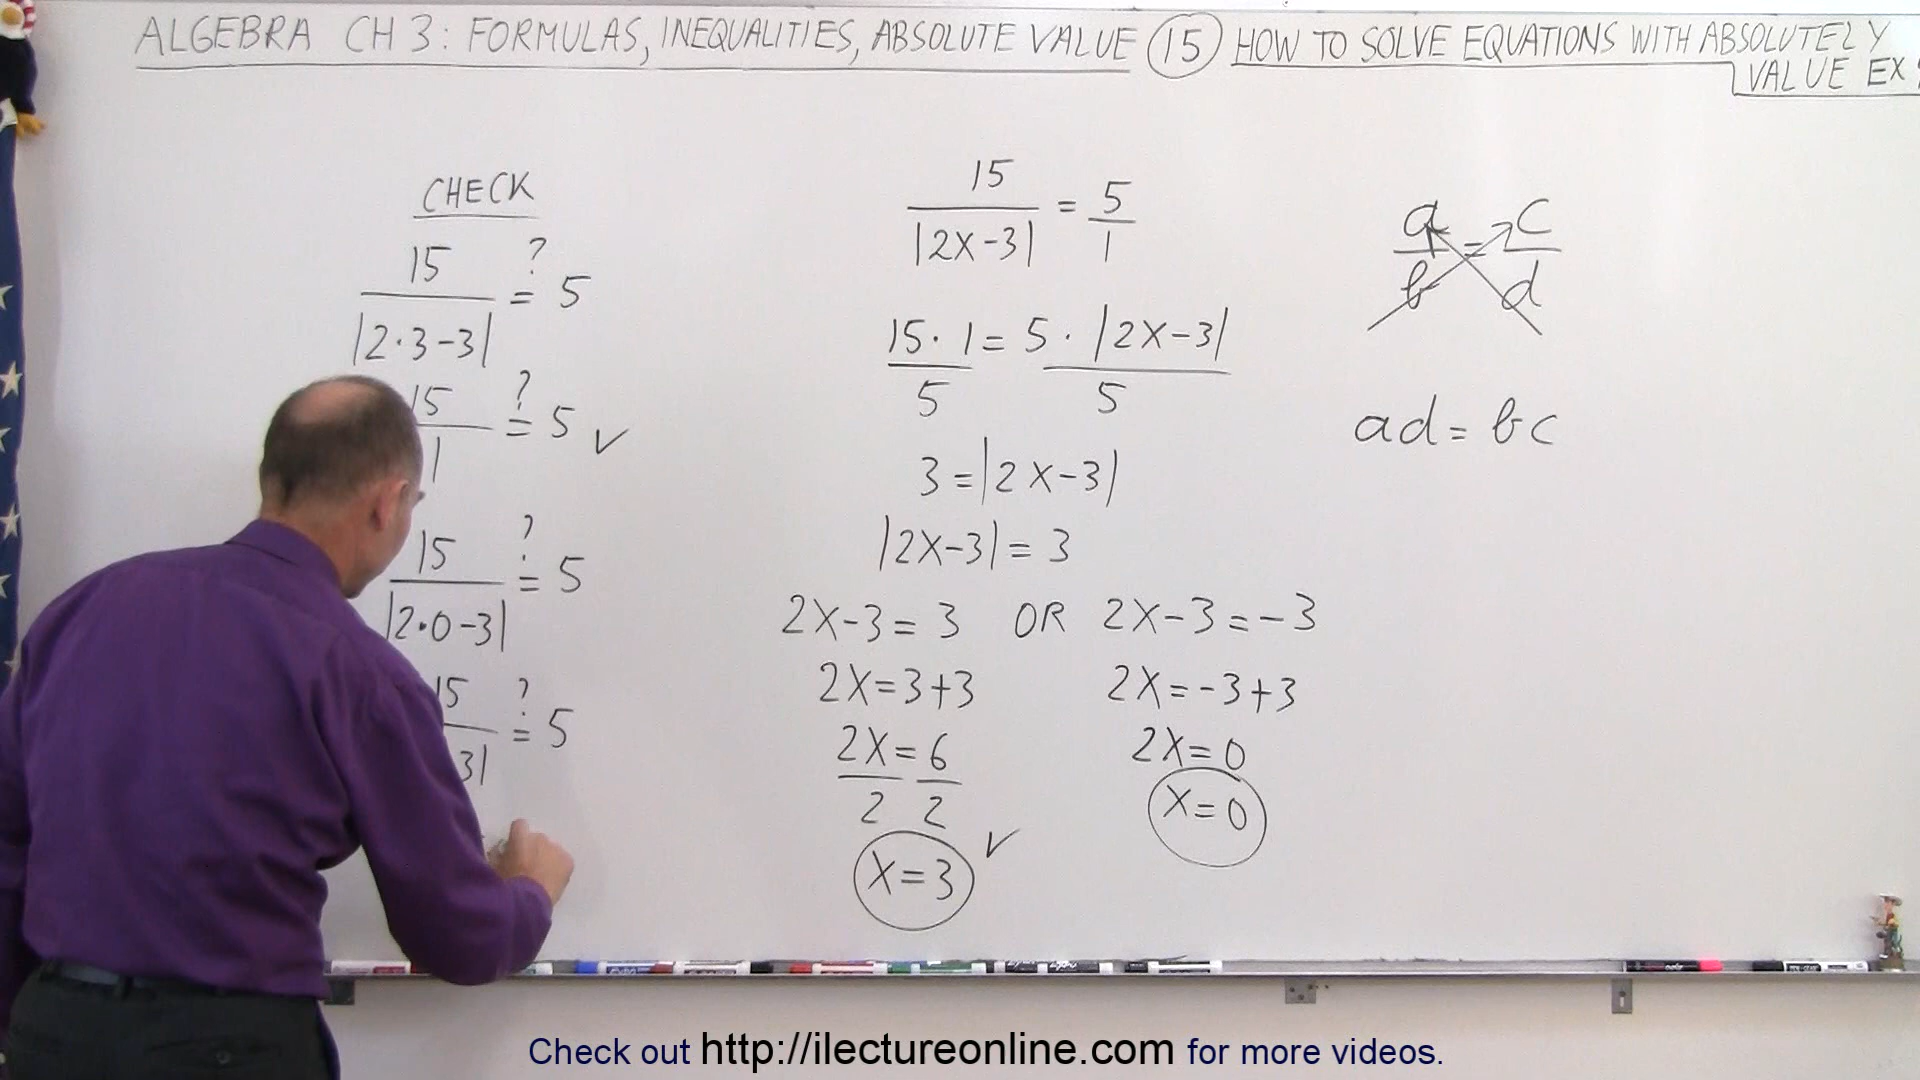 ALGEBRA CH 3: FORMULAS, INEQUALITIES, ABSOLUTE VALUE 15 HOW TO SOLVE EQUATIONS WITH ABSOLUTELY
VALUE EX
CHECK
15
|2·3-3|
? = 5
15
1
? = 5 ✓
15
|2·0-3|
? = 5
15
3|
? = 5
15
|2X-3|
= 5
1
15·1 = 5·|2X-3|
5 5
3 = |2X-3|
|2X-3| = 3
2X-3 = 3 OR 2X-3 = -3
2X = 3+3
2X = 6
2 2
X = 3 ✓
2X = -3+3
2X = 0
X = 0
a = c
b d
ad = bc
Check out http://ilectureonline.com for more videos.